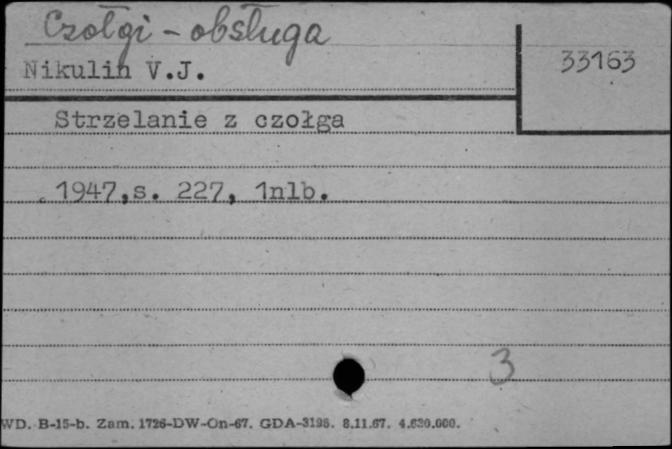 Czołgi - obsługa
Nikulin V.J.
33163
Strzelanie z czołga
1947,s. 227, 1nlb.
3
WD. B-15-b. Zam. 1726-DW-On-67. GDA-3198. 8.11.67. 4.630.000.